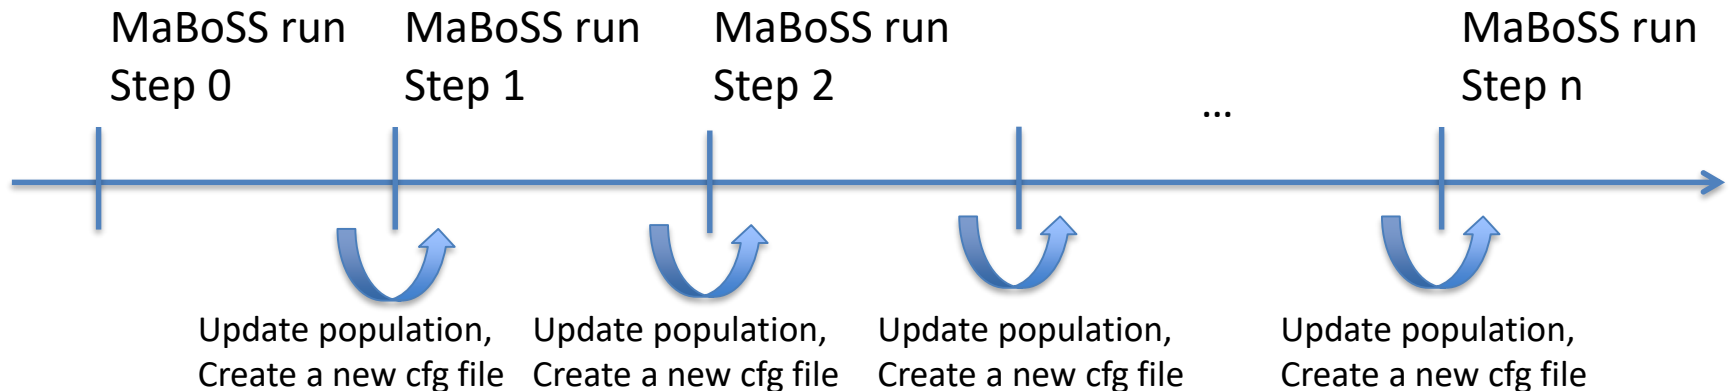 MaBoSS run
Step 0
MaBoSS run
Step 1
MaBoSS run
Step 2
...
MaBoSS run
Step n
Update population,
Create a new cfg file
Update population,
Create a new cfg file
Update population,
Create a new cfg file
Update population,
Create a new cfg file